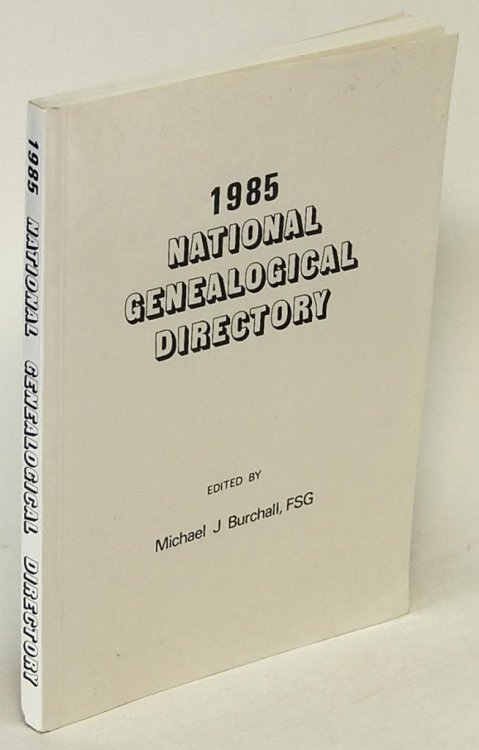 1985
NATIONAL
GENEALOGICAL
DIRECTORY
EDITED BY
Michael J Burchall, FSG
1985 NATIONAL GENEALOGICAL DIRECTORY